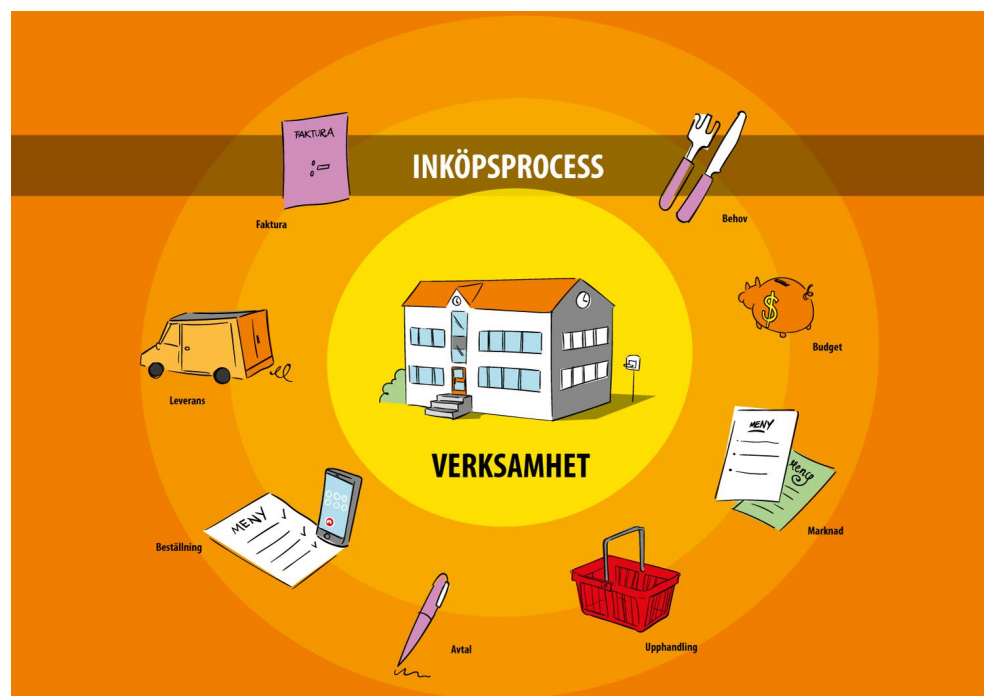 INKÖPSPROCESS
FAKTURA
:-
Faktura
Behov
$
Budget
MENY
Meny
Marknad
Upphandling
Avtal
MENY
Beställning
Leverans
VERKSAMHET